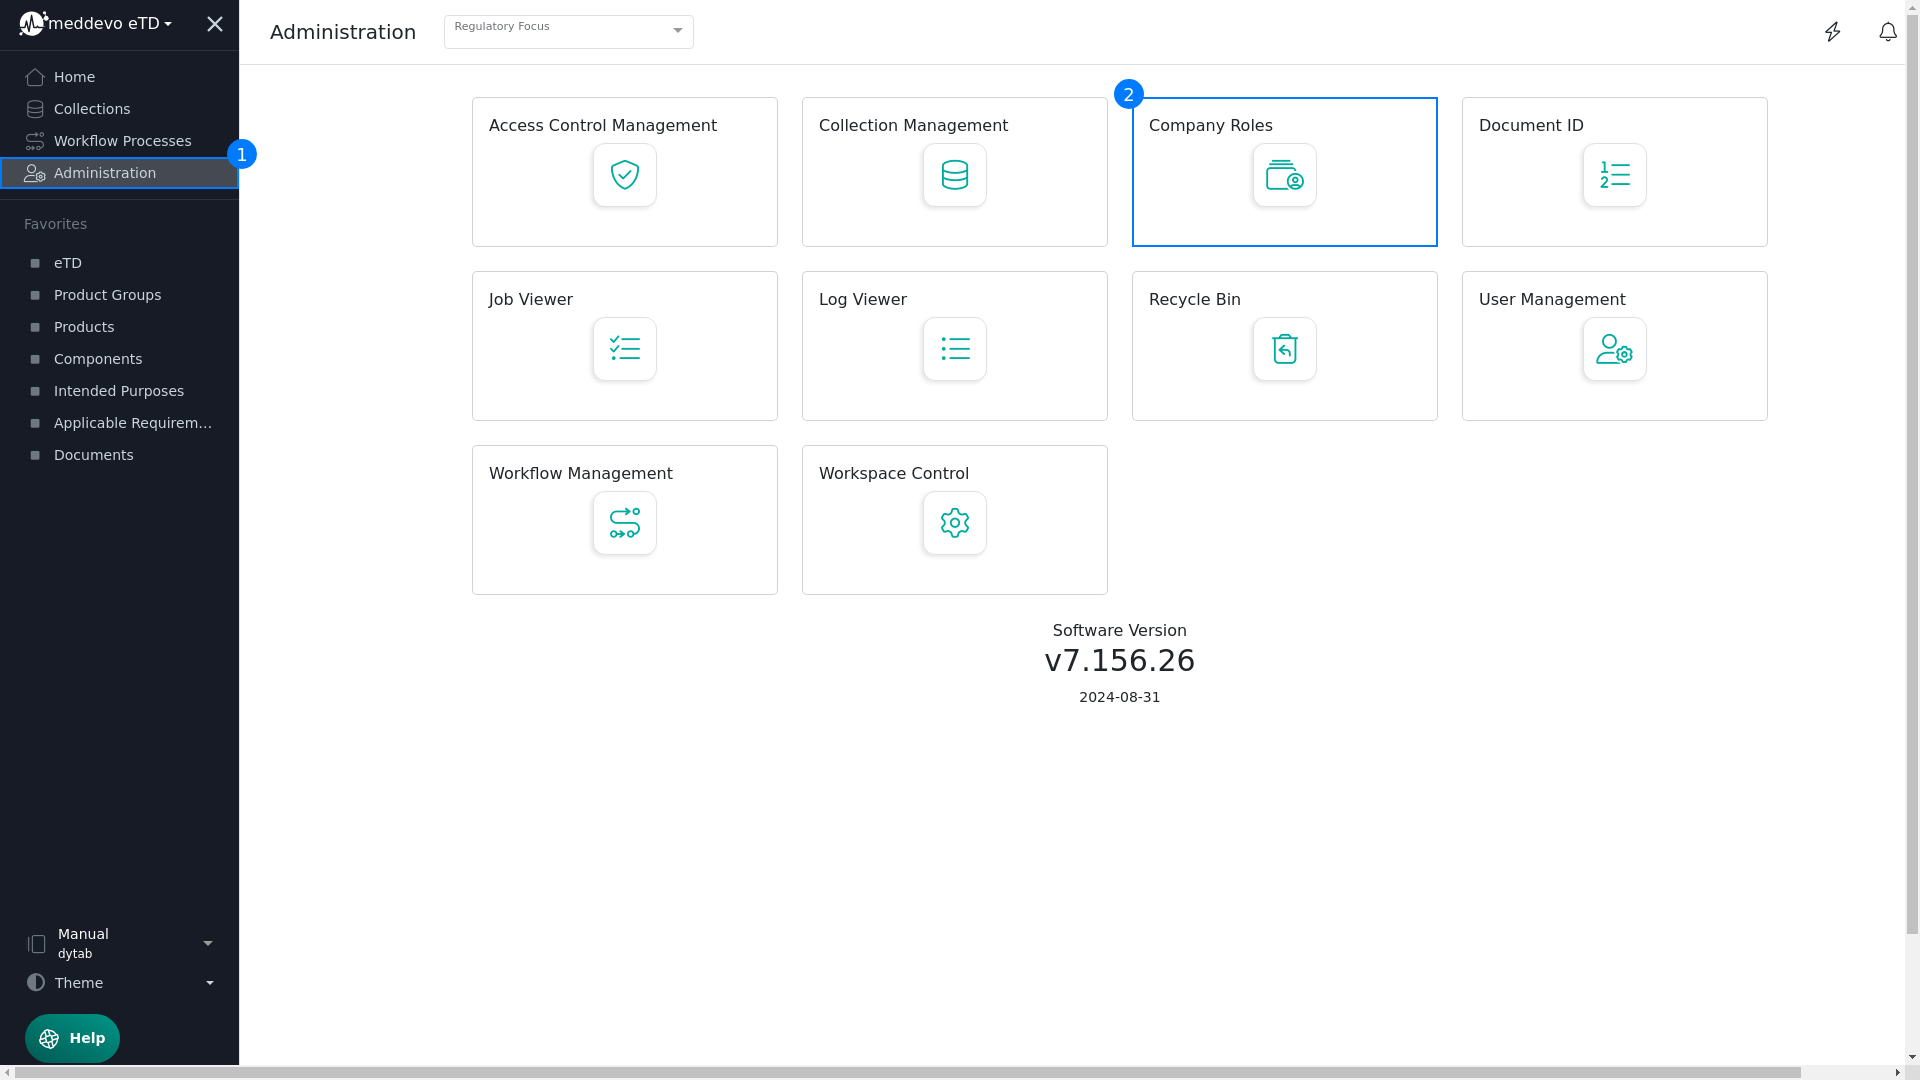 meddevo eTD
Administration
Regulatory Focus
Home
Collections
Workflow Processes
1
Administration
Favorites
eTD
Product Groups
Products
Components
Intended Purposes
Applicable Requirem...
Documents
Manual
dytab
Theme
Help
2
Access Control Management
Collection Management
Company Roles
Document ID
1
2
Job Viewer
Log Viewer
Recycle Bin
User Management
Workflow Management
Workspace Control
Software Version
v7.156.26
2024-08-31